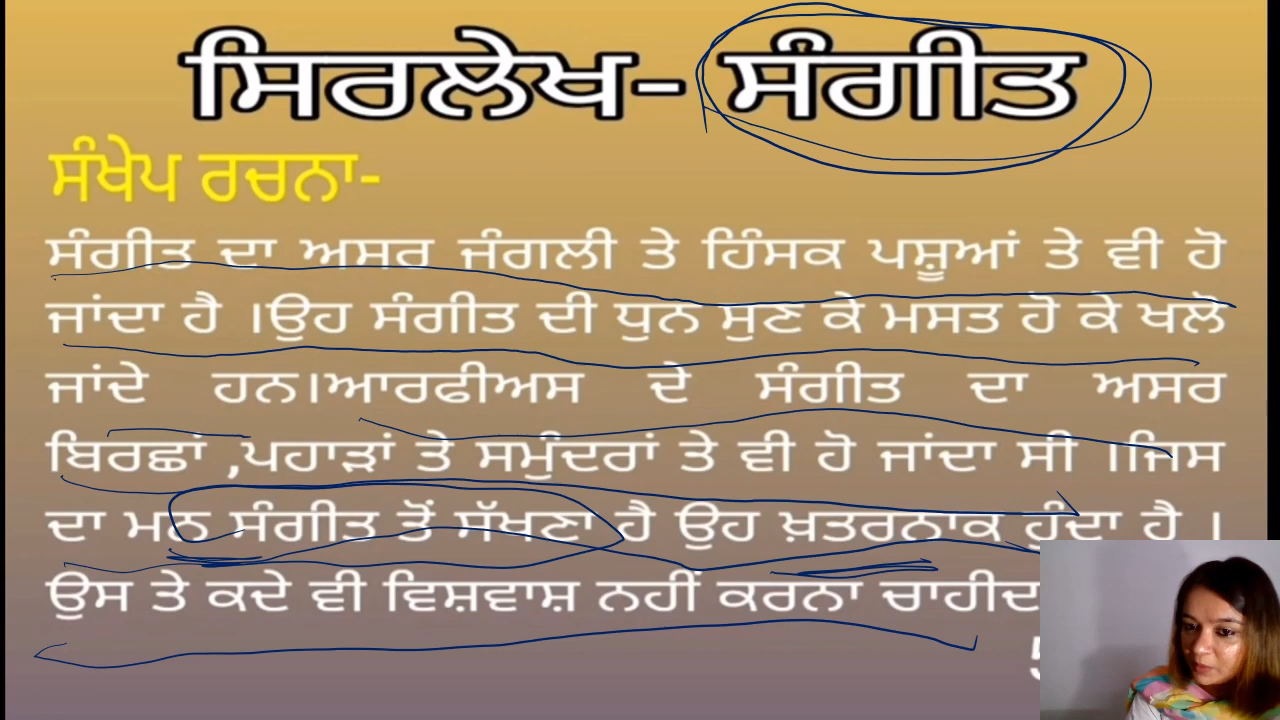 ਸਿਰਲੇਖ- ਸੰਗੀਤ
ਸੰਖੇਪ ਰਚਨਾ-
ਸੰਗੀਤ ਦਾ ਅਸਰ ਜੰਗਲੀ ਤੇ ਹਿੰਸਕ ਪਸ਼ੂਆਂ ਤੇ ਵੀ ਹੋ
ਜਾਂਦਾ ਹੈ ।ਉਹ ਸੰਗੀਤ ਦੀ ਧੁਨ ਸੁਣ ਕੇ ਮਸਤ ਹੋ ਕੇ ਖਲੋ
ਜਾਂਦੇ ਹਨ।ਆਰਫੀਅਸ ਦੇ ਸੰਗੀਤ ਦਾ ਅਸਰ
ਬਿਰਛਾਂ ,ਪਹਾੜਾਂ ਤੇ ਸਮੁੰਦਰਾਂ ਤੇ ਵੀ ਹੋ ਜਾਂਦਾ ਸੀ ।ਜਿਸ
ਦਾ ਮਨ ਸੰਗੀਤ ਤੋਂ ਸੱਖਣਾ ਹੈ ਉਹ ਖ਼ਤਰਨਾਕ ਹੁੰਦਾ ਹੈ ।
ਉਸ ਤੇ ਕਦੇ ਵੀ ਵਿਸ਼ਵਾਸ਼ ਨਹੀਂ ਕਰਨਾ